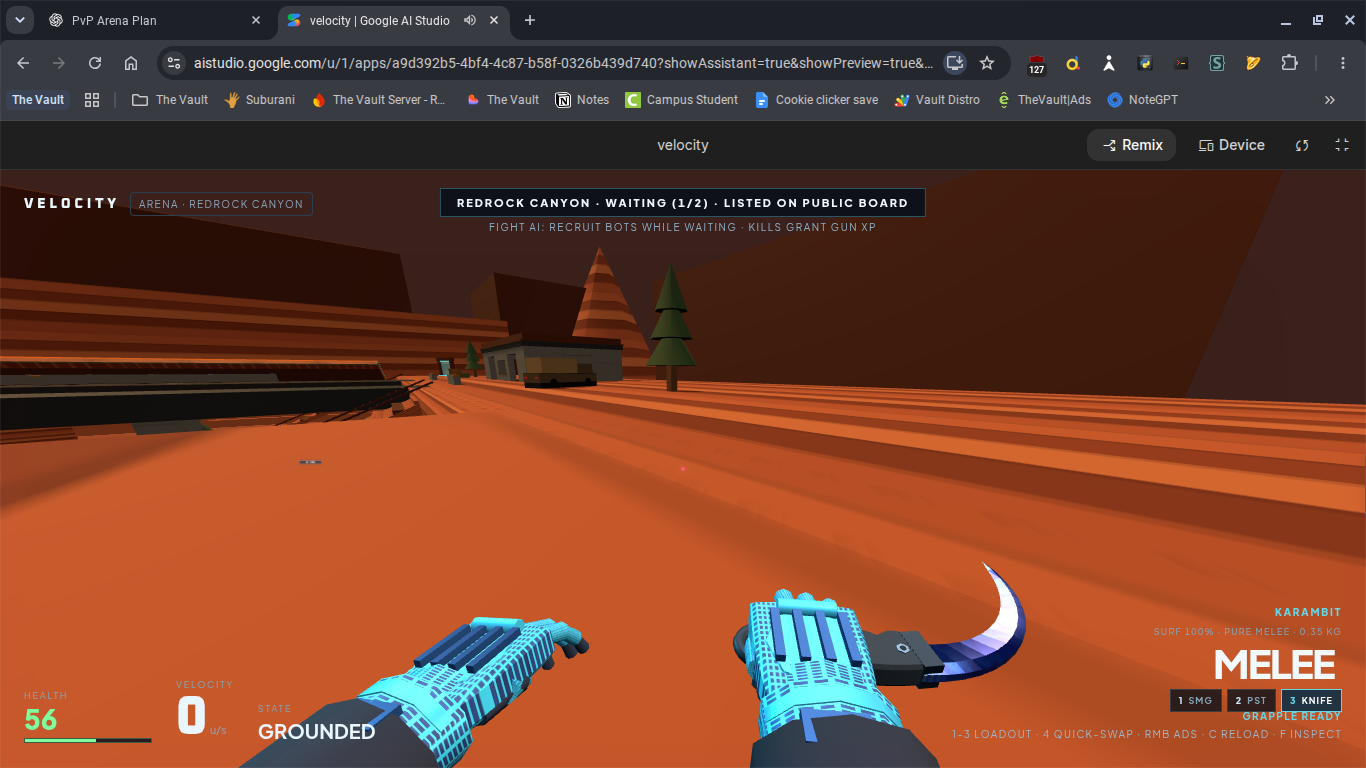 PvP Arena Plan
velocity | Google AI Studio
aistudio.google.com/u/1/apps/a9d392b5-4bf4-4c87-b58f-0326b439d740?showAssistant=true&showPreview=true&...
127
The Vault
The Vault
Suburani
The Vault Server - R...
The Vault
Notes
Campus Student
Cookie clicker save
Vault Distro
TheVault|Ads
NoteGPT
velocity
Remix
Device
VELOCITY
ARENA · REDROCK CANYON
REDROCK CANYON · WAITING (1/2) · LISTED ON PUBLIC BOARD
FIGHT AI: RECRUIT BOTS WHILE WAITING · KILLS GRANT GUN XP
KARAMBIT
SURF 100% · PURE MELEE · 0.35 KG
MELEE
1 SMG
2 PST
3 KNIFE
GRAPPLE READY
1-3 LOADOUT · 4 QUICK-SWAP · RMB ADS · C RELOAD · F INSPECT
HEALTH
56
VELOCITY
0 u/s
STATE
GROUNDED